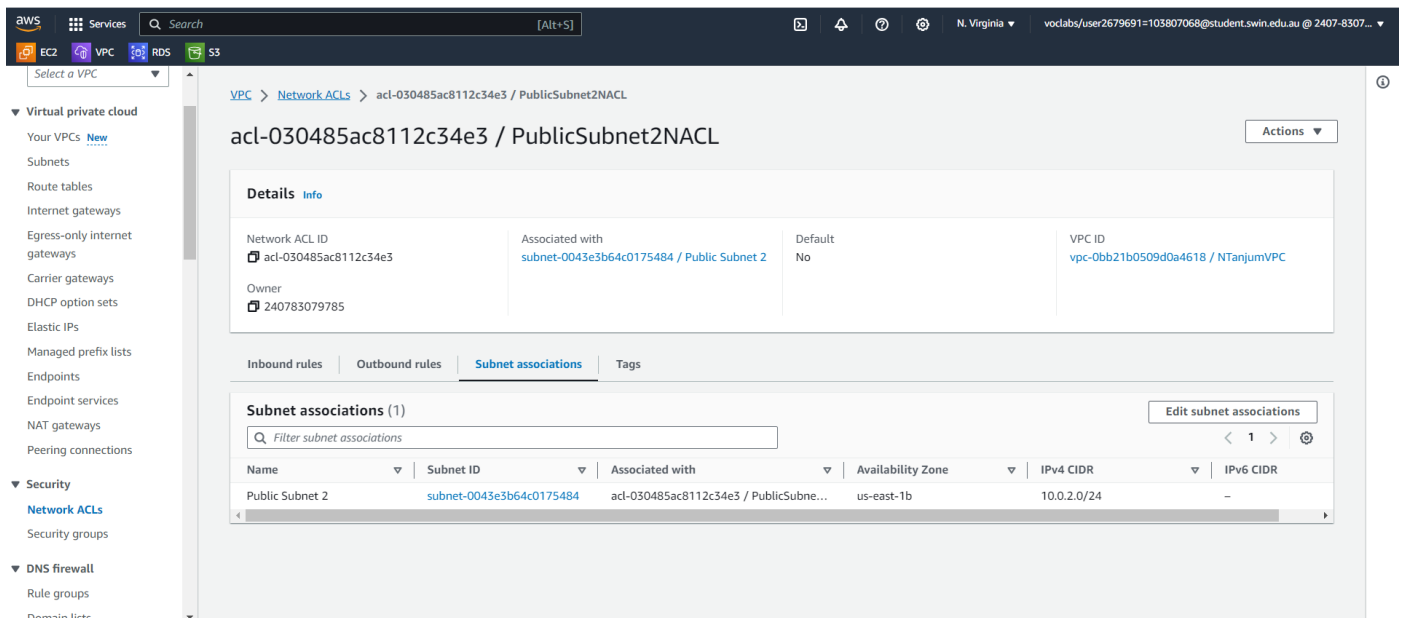 aws Services Search [Alt+S] N. Virginia voclabs/user2679691=103807068@student.swin.edu.au @ 2407-8307...
EC2 VPC RDS S3
Select a VPC
Virtual private cloud
Your VPCs New
Subnets
Route tables
Internet gateways
Egress-only internet
gateways
Carrier gateways
DHCP option sets
Elastic IPs
Managed prefix lists
Endpoints
Endpoint services
NAT gateways
Peering connections
Security
Network ACLs
Security groups
DNS firewall
Rule groups
Domain lists
VPC > Network ACLs > acl-030485ac8112c34e3 / PublicSubnet2NACL
acl-030485ac8112c34e3 / PublicSubnet2NACL
Actions
Details Info
Network ACL ID
acl-030485ac8112c34e3
Associated with
subnet-0043e3b64c0175484 / Public Subnet 2
Default
No
VPC ID
vpc-0bb21b0509d0a4618 / NTanjumVPC
Owner
240783079785
Inbound rules Outbound rules Subnet associations Tags
Subnet associations (1)
Edit subnet associations
Filter subnet associations
1
Name Subnet ID Associated with Availability Zone IPv4 CIDR IPv6 CIDR
Public Subnet 2 subnet-0043e3b64c0175484 acl-030485ac8112c34e3 / PublicSubne... us-east-1b 10.0.2.0/24 –